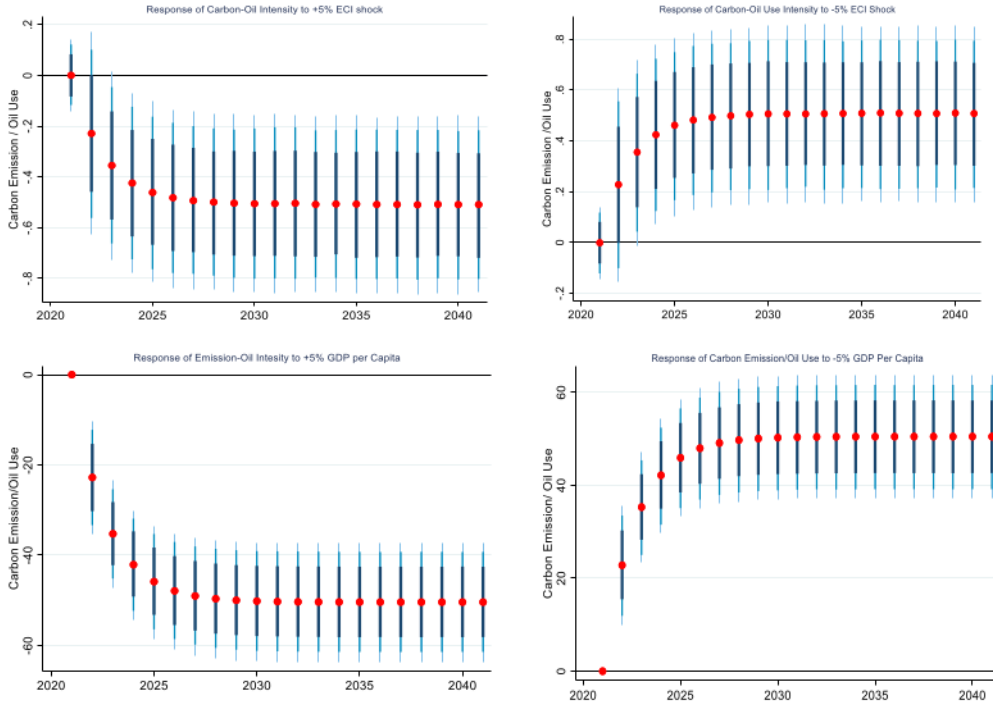 Response of Carbon-Oil Intensity to +5% ECI shock
Carbon Emission / Oil Use
.2
0
-.2
-.4
-.6
-.8
2020 2025 2030 2035 2040
Response of Carbon-Oil Use Intensity to -5% ECI Shock
Carbon Emission /Oil Use
.8
.6
.4
.2
0
-.2
2020 2025 2030 2035 2040
Response of Emission-Oil Intesity to +5% GDP per Capita
Carbon Emission/Oil Use
0
-20
-40
-60
2020 2025 2030 2035 2040
Response of Carbon Emission/Oil Use to -5% GDP Per Capita
Carbon Emission/ Oil Use
60
40
20
0
2020 2025 2030 2035 2040